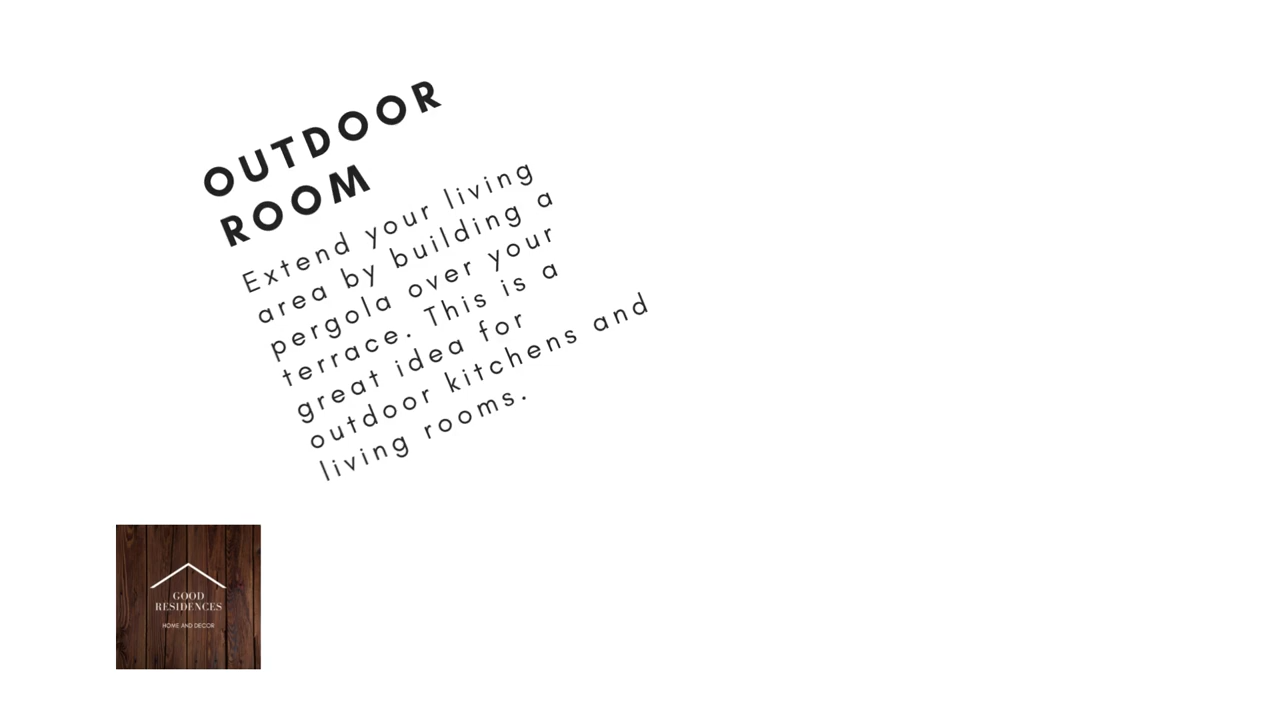 OUTDOOR
ROOM
Extend your living
area by building a
pergola over your
terrace. This is a
great idea for
outdoor kitchens and
living rooms.
GOOD
RESIDENCES
HOME AND DECOR